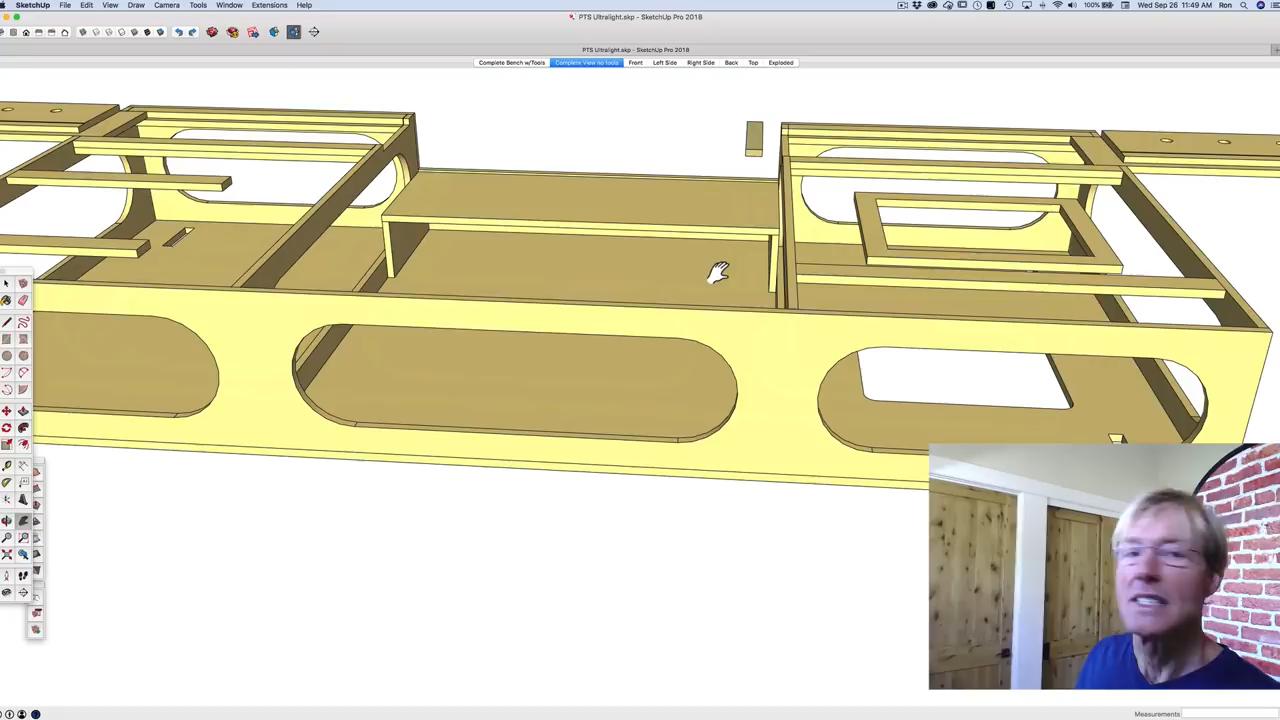 SketchUp File Edit View Draw Camera Tools Window Extensions Help 100% Wed Sep 26 11:49 AM Ron
PTS Ultralight.skp - SketchUp Pro 2018
PTS Ultralight.skp - SketchUp Pro 2018
Complete Bench w/Tools Complete View no tools Front Left Side Right Side Back Top Exploded
Measurements